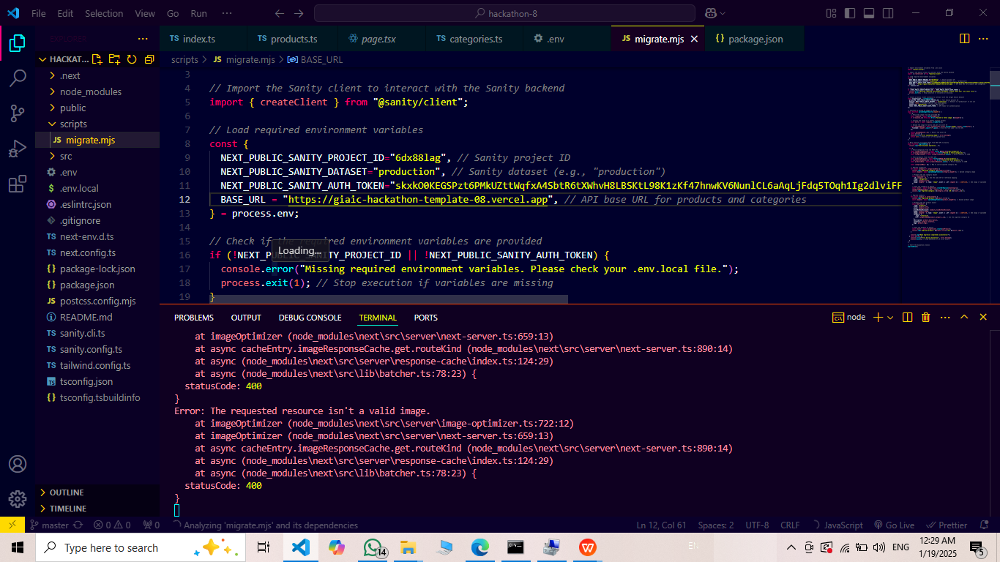 File Edit Selection View Go Run ··· hackathon-8
EXPLORER
HACKAT...
.next
node_modules
public
scripts
JS migrate.mjs
src
.env
$ .env.local
.eslintrc.json
.gitignore
TS next-env.d.ts
TS next.config.ts
{} package-lock.json
{} package.json
JS postcss.config.mjs
README.md
TS sanity.cli.ts
TS sanity.config.ts
TS tailwind.config.ts
tsconfig.json
{} tsconfig.tsbuildinfo
OUTLINE
TIMELINE
TS index.ts TS products.ts page.tsx TS categories.ts .env JS migrate.mjs {} package.json
scripts > JS migrate.mjs > BASE_URL
3
4 // Import the Sanity client to interact with the Sanity backend
5 import { createClient } from "@sanity/client";
6
7 // Load required environment variables
8 const {
9 NEXT_PUBLIC_SANITY_PROJECT_ID="6dx88lag", // Sanity project ID
10 NEXT_PUBLIC_SANITY_DATASET="production", // Sanity dataset (e.g., "production")
11 NEXT_PUBLIC_SANITY_AUTH_TOKEN=
12 BASE_URL = "https://giaic-hackathon-template-08.vercel.app", // API base URL for products and categories
13 } = process.env;
14
15 // Check if the required environment variables are provided
Loading...
16 if (!NEXT_PUBLIC_SANITY_PROJECT_ID || !NEXT_PUBLIC_SANITY_AUTH_TOKEN) {
17 console.error("Missing required environment variables. Please check your .env.local file.");
18 process.exit(1); // Stop execution if variables are missing
19 }
PROBLEMS OUTPUT DEBUG CONSOLE TERMINAL PORTS node
at imageOptimizer (node_modules\next\src\server\next-server.ts:659:13)
at async cacheEntry.imageResponseCache.get.routeKind (node_modules\next\src\server\next-server.ts:890:14)
at async (node_modules\next\src\server\response-cache\index.ts:124:29)
at async (node_modules\next\src\lib\batcher.ts:78:23) {
statusCode: 400
}
Error: The requested resource isn't a valid image.
at imageOptimizer (node_modules\next\src\server\image-optimizer.ts:722:12)
at imageOptimizer (node_modules\next\src\server\next-server.ts:659:13)
at async cacheEntry.imageResponseCache.get.routeKind (node_modules\next\src\server\next-server.ts:890:14)
at async (node_modules\next\src\server\response-cache\index.ts:124:29)
at async (node_modules\next\src\lib\batcher.ts:78:23) {
statusCode: 400
}
master 0 0 0 Analyzing 'migrate.mjs' and its dependencies Ln 12, Col 61 Spaces: 2 UTF-8 CRLF JavaScript Go Live Prettier
Type here to search 14 EN ENG 12:29 AM
1/19/2025 5